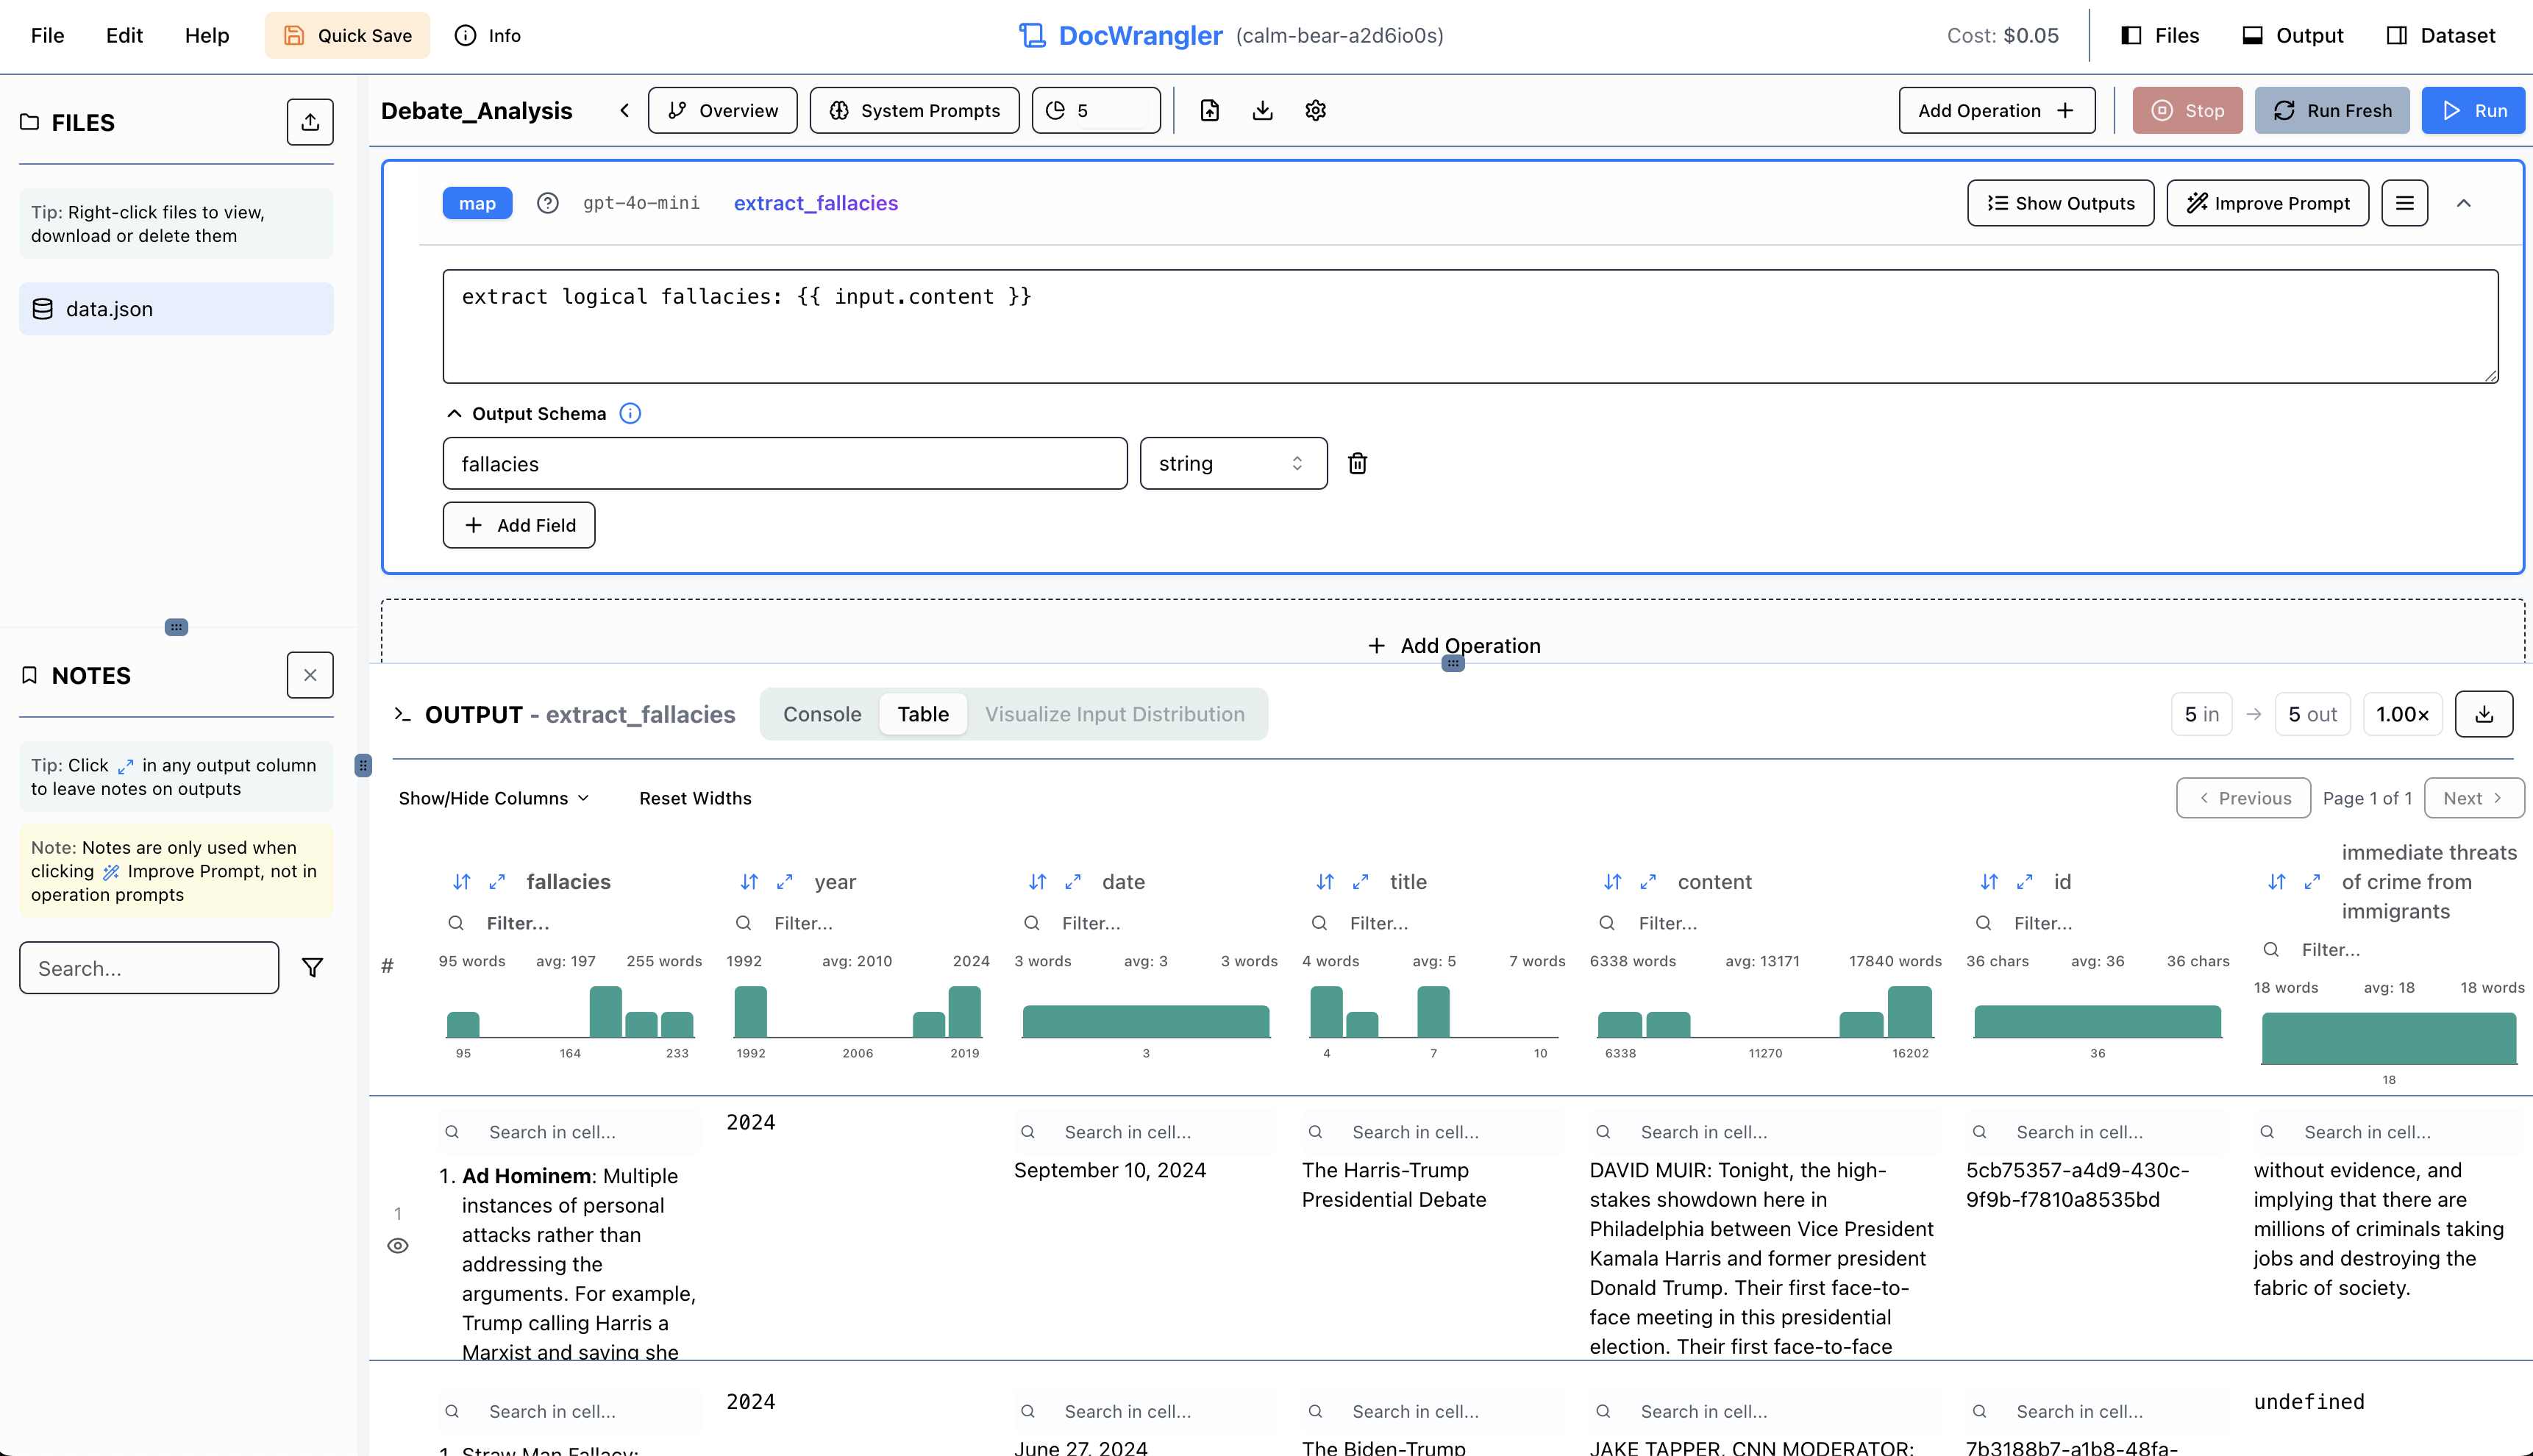 File Edit Help Quick Save Info
DocWrangler (calm-bear-a2d6io0s)
Cost: $0.05 Files Output Dataset
FILES
Tip: Right-click files to view,
download or delete them
data.json
NOTES
Tip: Click in any output column
to leave notes on outputs
Note: Notes are only used when
clicking Improve Prompt, not in
operation prompts
Search...
Debate_Analysis Overview System Prompts 5 Add Operation Stop Run Fresh Run
map gpt-4o-mini extract_fallacies Show Outputs Improve Prompt
extract logical fallacies: {{ input.content }}
Output Schema
fallacies string
Add Field
Add Operation
OUTPUT - extract_fallacies Console Table Visualize Input Distribution 5 in → 5 out 1.00×
Show/Hide Columns Reset Widths Previous Page 1 of 1 Next
#
fallacies
Filter...
95 words avg: 197 255 words
95 164 233
year
Filter...
1992 avg: 2010 2024
1992 2006 2019
date
Filter...
3 words avg: 3 3 words
3
title
Filter...
4 words avg: 5 7 words
4 7 10
content
Filter...
6338 words avg: 13171 17840 words
6338 11270 16202
id
Filter...
36 chars avg: 36 36 chars
36
immediate threats
of crime from
immigrants
Filter...
18 words avg: 18 18 words
18
1
Search in cell...
1. Ad Hominem: Multiple
instances of personal
attacks rather than
addressing the
arguments. For example,
Trump calling Harris a
Marxist and saying she
2024
Search in cell...
September 10, 2024
Search in cell...
The Harris-Trump
Presidential Debate
Search in cell...
DAVID MUIR: Tonight, the high-
stakes showdown here in
Philadelphia between Vice President
Kamala Harris and former president
Donald Trump. Their first face-to-
face meeting in this presidential
election. Their first face-to-face
Search in cell...
5cb75357-a4d9-430c-
9f9b-f7810a8535bd
Search in cell...
without evidence, and
implying that there are
millions of criminals taking
jobs and destroying the
fabric of society.
Search in cell...
1. Straw Man Fallacy:
2024
Search in cell...
June 27, 2024
Search in cell...
The Biden-Trump
Search in cell...
JAKE TAPPER, CNN MODERATOR:
Search in cell...
7b3188b7-a1b8-48fa-
undefined